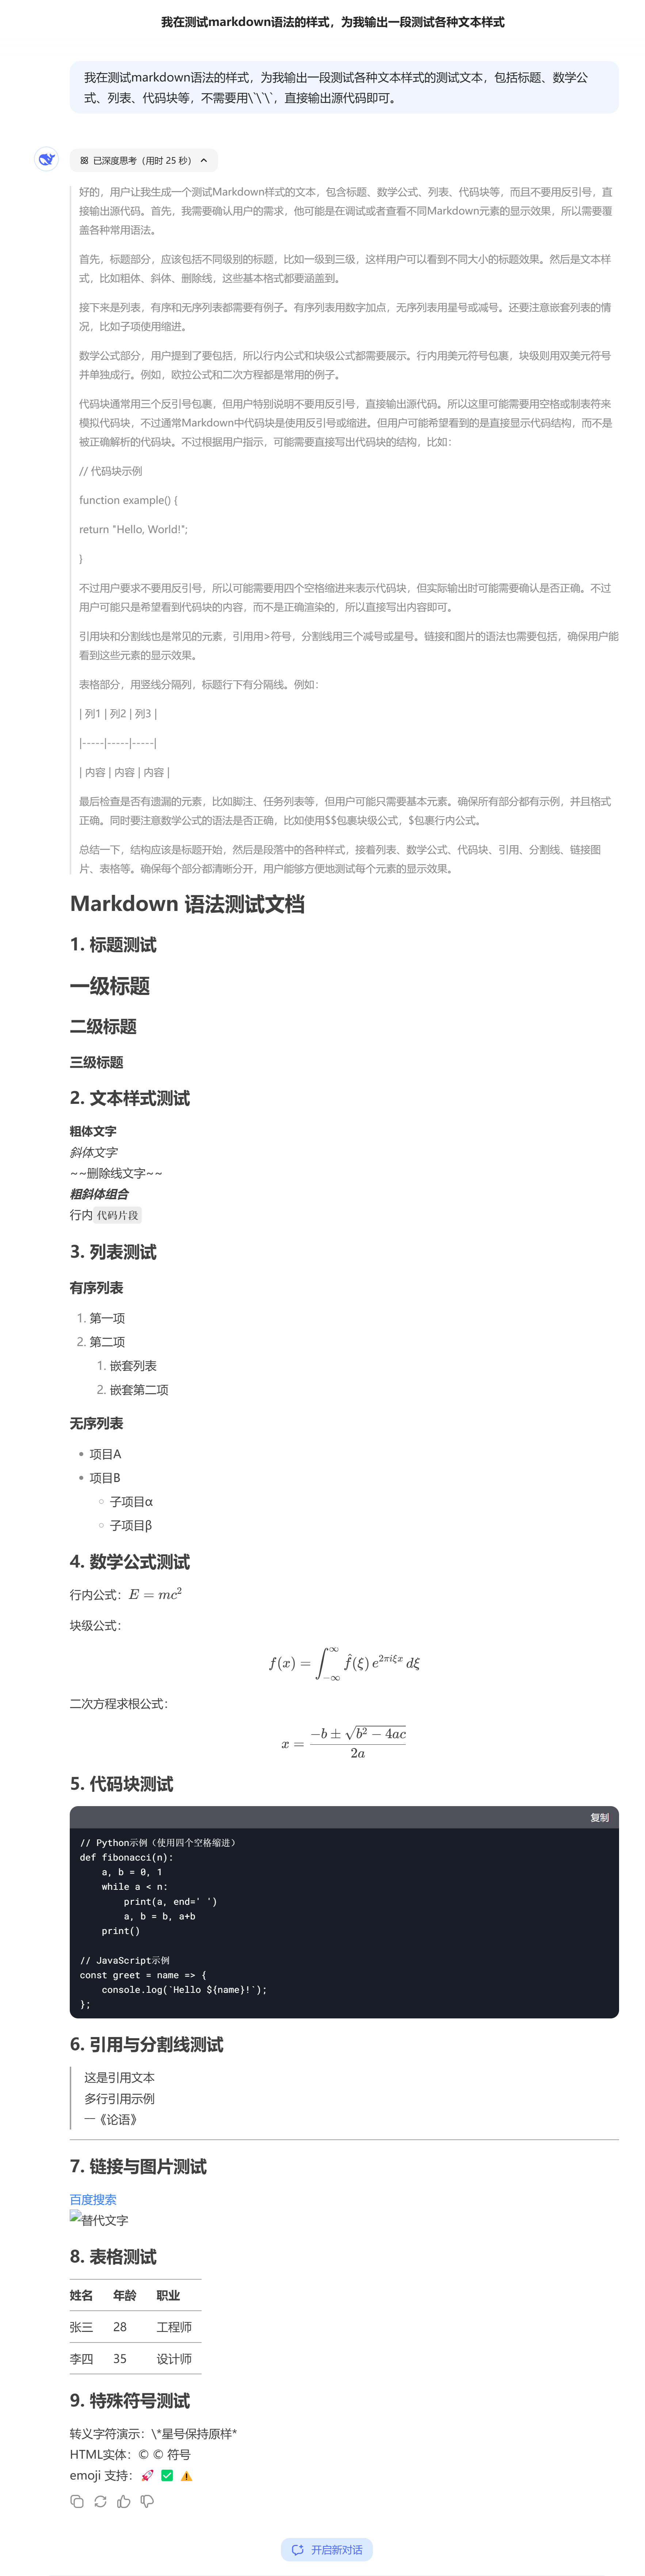 我在测试markdown语法的样式，为我输出一段测试各种文本样式
我在测试markdown语法的样式，为我输出一段测试各种文本样式的测试文本，包括标题、数学公
式、列表、代码块等，不需要用\`\`\`，直接输出源代码即可。
已深度思考（用时 25 秒）
好的，用户让我生成一个测试Markdown样式的文本，包含标题、数学公式、列表、代码块等，而且不要用反引号，直
接输出源代码。首先，我需要确认用户的需求，他可能是在调试或者查看不同Markdown元素的显示效果，所以需要覆
盖各种常用语法。
首先，标题部分，应该包括不同级别的标题，比如一级到三级，这样用户可以看到不同大小的标题效果。然后是文本样
式，比如粗体、斜体、删除线，这些基本格式都要涵盖到。
接下来是列表，有序和无序列表都需要有例子。有序列表用数字加点，无序列表用星号或减号。还要注意嵌套列表的情
况，比如子项使用缩进。
数学公式部分，用户提到了要包括，所以行内公式和块级公式都需要展示。行内用美元符号包裹，块级则用双美元符号
并单独成行。例如，欧拉公式和二次方程都是常用的例子。
代码块通常用三个反引号包裹，但用户特别说明不要用反引号，直接输出源代码。所以这里可能需要用空格或制表符来
模拟代码块，不过通常Markdown中代码块是使用反引号或缩进。但用户可能希望看到的是直接显示代码结构，而不是
被正确解析的代码块。不过根据用户指示，可能需要直接写出代码块的结构，比如：
// 代码块示例
function example() {
return "Hello, World!";
}
不过用户要求不要用反引号，所以可能需要用四个空格缩进来表示代码块，但实际输出时可能需要确认是否正确。不过
用户可能只是希望看到代码块的内容，而不是正确渲染的，所以直接写出内容即可。
引用块和分割线也是常见的元素，引用用>符号，分割线用三个减号或星号。链接和图片的语法也需要包括，确保用户能
看到这些元素的显示效果。
表格部分，用竖线分隔列，标题行下有分隔线。例如：
| 列1 | 列2 | 列3 |
|-----|-----|-----|
| 内容 | 内容 | 内容 |
最后检查是否有遗漏的元素，比如脚注、任务列表等，但用户可能只需要基本元素。确保所有部分都有示例，并且格式
正确。同时要注意数学公式的语法是否正确，比如使用$$包裹块级公式，$包裹行内公式。
总结一下，结构应该是标题开始，然后是段落中的各种样式，接着列表、数学公式、代码块、引用、分割线、链接图
片、表格等。确保每个部分都清晰分开，用户能够方便地测试每个元素的显示效果。
Markdown 语法测试文档
1. 标题测试
一级标题
二级标题
三级标题
2. 文本样式测试
粗体文字
斜体文字
~~删除线文字~~
粗斜体组合
行内 代码片段
3. 列表测试
有序列表
1. 第一项
2. 第二项
1. 嵌套列表
2. 嵌套第二项
无序列表
• 项目A
• 项目B
◦ 子项目α
◦ 子项目β
4. 数学公式测试
行内公式：E = mc²
块级公式：
f(x) = ∫_{-∞}^{∞} f̂(ξ) e^{2πiξx} dξ
二次方程求根公式：
x = \frac{-b ± \sqrt{b² − 4ac}}{2a}
5. 代码块测试
复制
// Python示例（使用四个空格缩进）
def fibonacci(n):
    a, b = 0, 1
    while a < n:
        print(a, end=' ')
        a, b = b, a+b
    print()
// JavaScript示例
const greet = name => {
    console.log(`Hello ${name}!`);
};
6. 引用与分割线测试
这是引用文本
多行引用示例
—《论语》
7. 链接与图片测试
百度搜索
替代文字
8. 表格测试
姓名 年龄 职业
张三 28 工程师
李四 35 设计师
9. 特殊符号测试
转义字符演示：\*星号保持原样*
HTML实体：© © 符号
emoji 支持：🚀 ✅ ⚠️
开启新对话